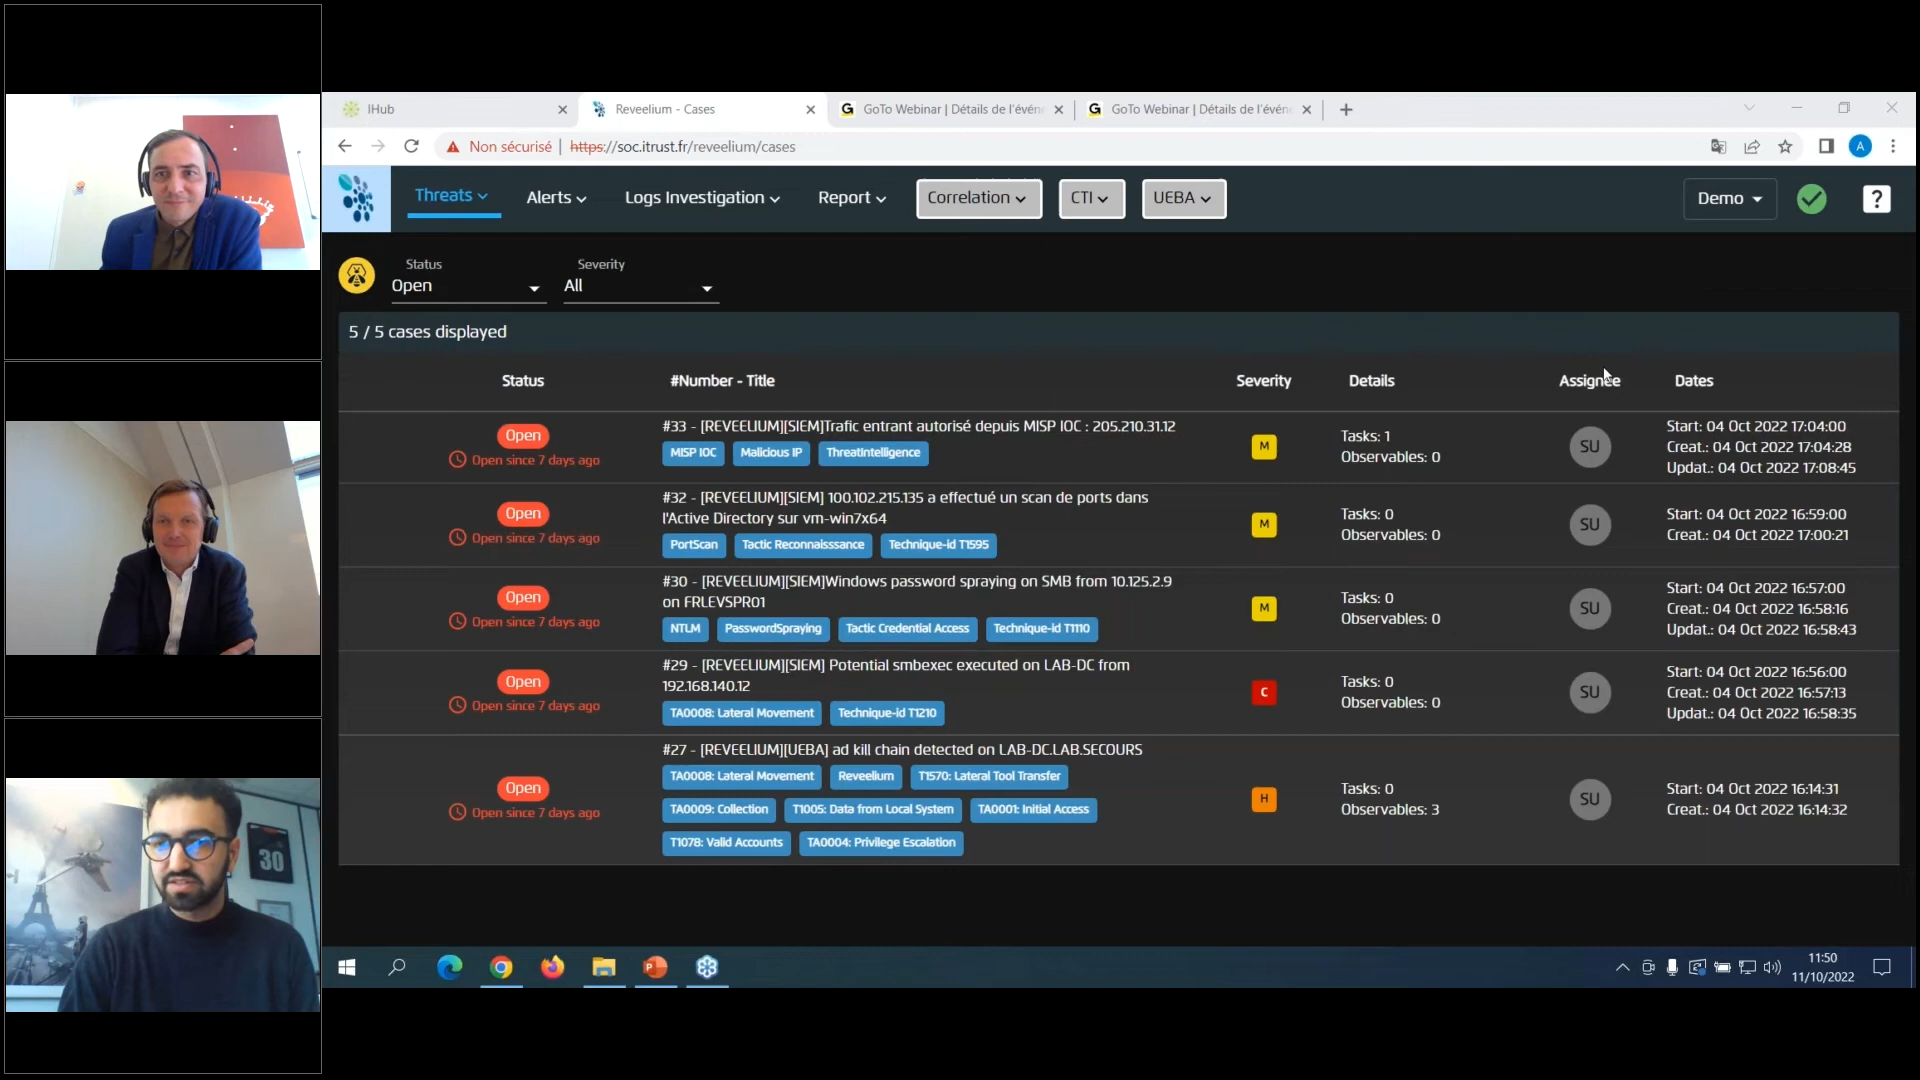 IHub
Reveelium - Cases
GoTo Webinar | Détails de l'évén
GoTo Webinar | Détails de l'évén
Non sécurisé | https://soc.itrust.fr/reveelium/cases
A
Threats
Alerts
Logs Investigation
Report
Correlation
CTI
UEBA
Demo
?
Status
Open
Severity
All
5 / 5 cases displayed
Status
#Number - Title
Severity
Details
Assignee
Dates
Open
Open since 7 days ago
#33 - [REVEELIUM][SIEM]Trafic entrant autorisé depuis MISP IOC : 205.210.31.12
MISP IOC
Malicious IP
ThreatIntelligence
M
Tasks: 1
Observables: 0
SU
Start: 04 Oct 2022 17:04:00
Creat.: 04 Oct 2022 17:04:28
Updat.: 04 Oct 2022 17:08:45
Open
Open since 7 days ago
#32 - [REVEELIUM][SIEM] 100.102.215.135 a effectué un scan de ports dans
l'Active Directory sur vm-win7x64
PortScan
Tactic Reconnaisssance
Technique-id T1595
M
Tasks: 0
Observables: 0
SU
Start: 04 Oct 2022 16:59:00
Creat.: 04 Oct 2022 17:00:21
Open
Open since 7 days ago
#30 - [REVEELIUM][SIEM]Windows password spraying on SMB from 10.125.2.9
on FRLEVSPR01
NTLM
PasswordSpraying
Tactic Credential Access
Technique-id T1110
M
Tasks: 0
Observables: 0
SU
Start: 04 Oct 2022 16:57:00
Creat.: 04 Oct 2022 16:58:16
Updat.: 04 Oct 2022 16:58:43
Open
Open since 7 days ago
#29 - [REVEELIUM][SIEM] Potential smbexec executed on LAB-DC from
192.168.140.12
TA0008: Lateral Movement
Technique-id T1210
C
Tasks: 0
Observables: 0
SU
Start: 04 Oct 2022 16:56:00
Creat.: 04 Oct 2022 16:57:13
Updat.: 04 Oct 2022 16:58:35
Open
Open since 7 days ago
#27 - [REVEELIUM][UEBA] ad kill chain detected on LAB-DC.LAB.SECOURS
TA0008: Lateral Movement
Reveelium
T1570: Lateral Tool Transfer
TA0009: Collection
T1005: Data from Local System
TA0001: Initial Access
T1078: Valid Accounts
TA0004: Privilege Escalation
H
Tasks: 0
Observables: 3
SU
Start: 04 Oct 2022 16:14:31
Creat.: 04 Oct 2022 16:14:32
30
11:50
11/10/2022